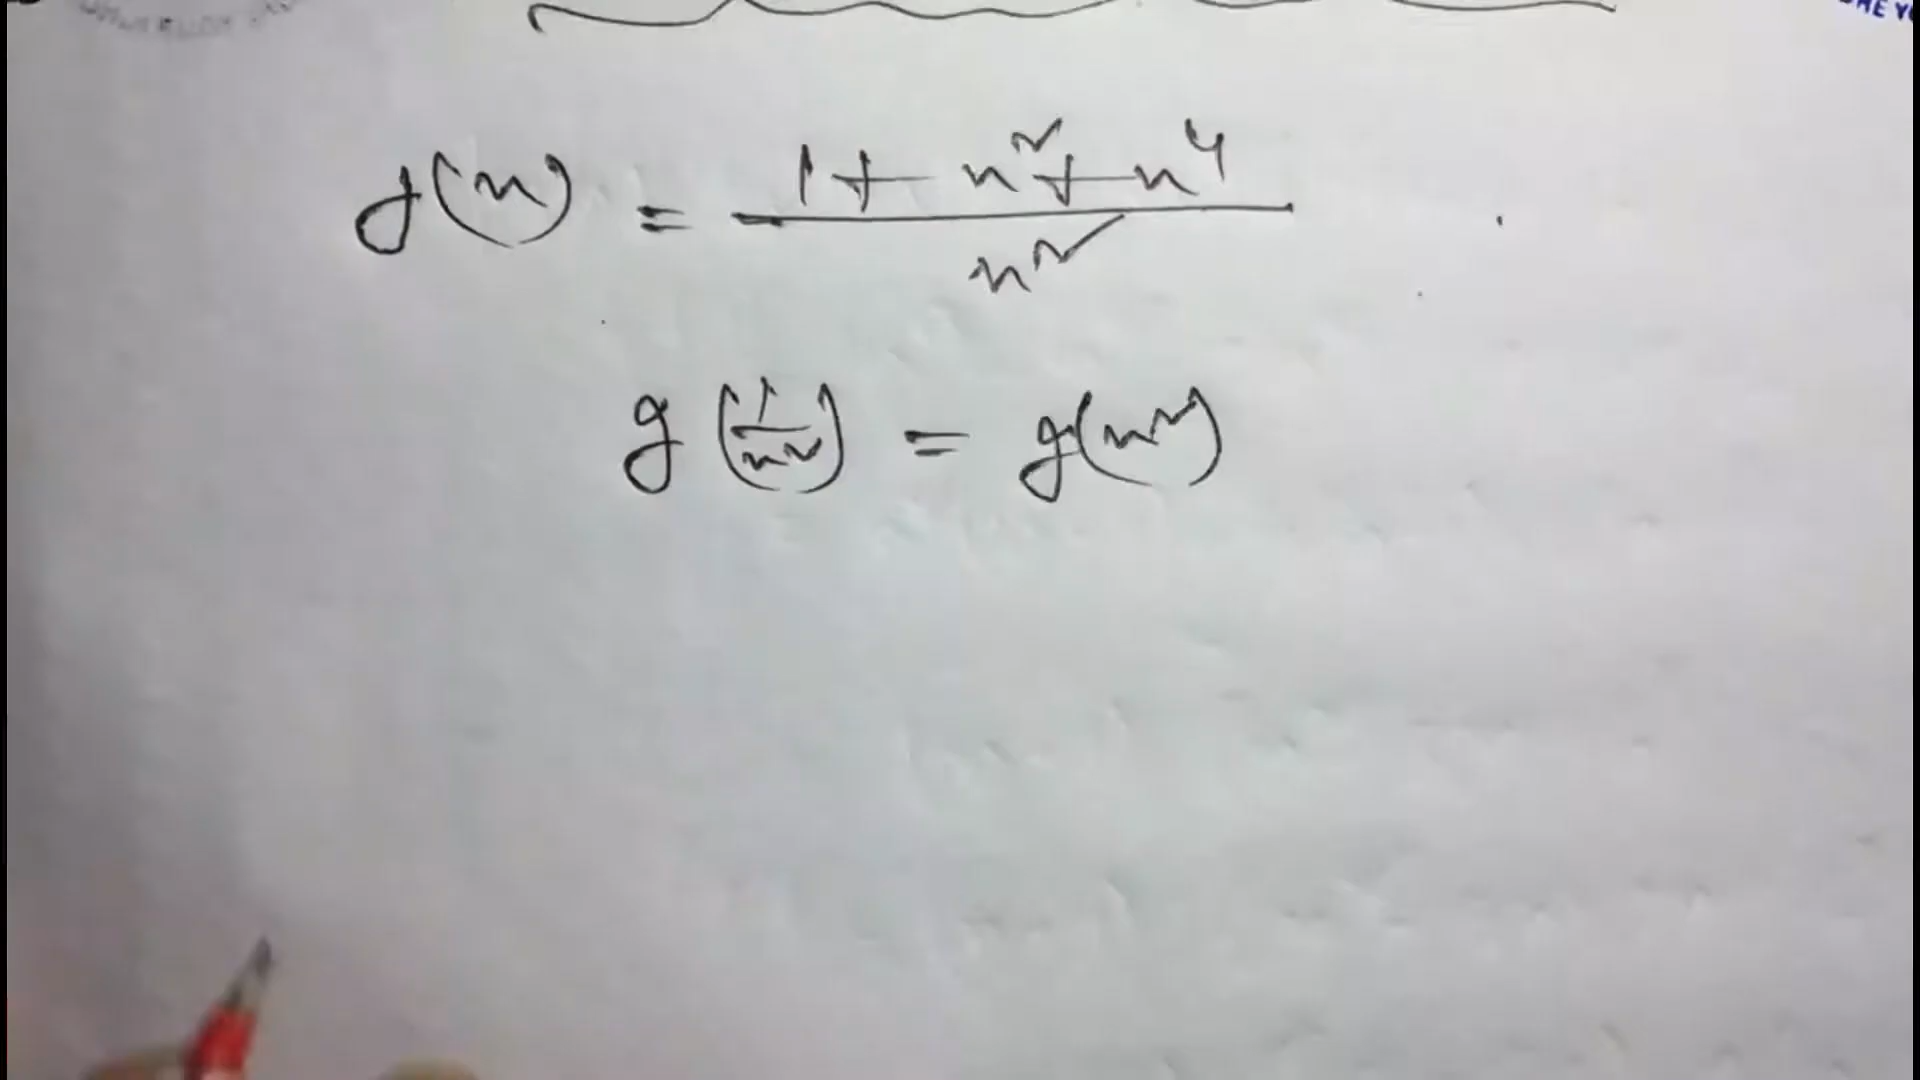 g(x) = (1 + x² + x⁴) / x²
g(1/x²) = g(x²)